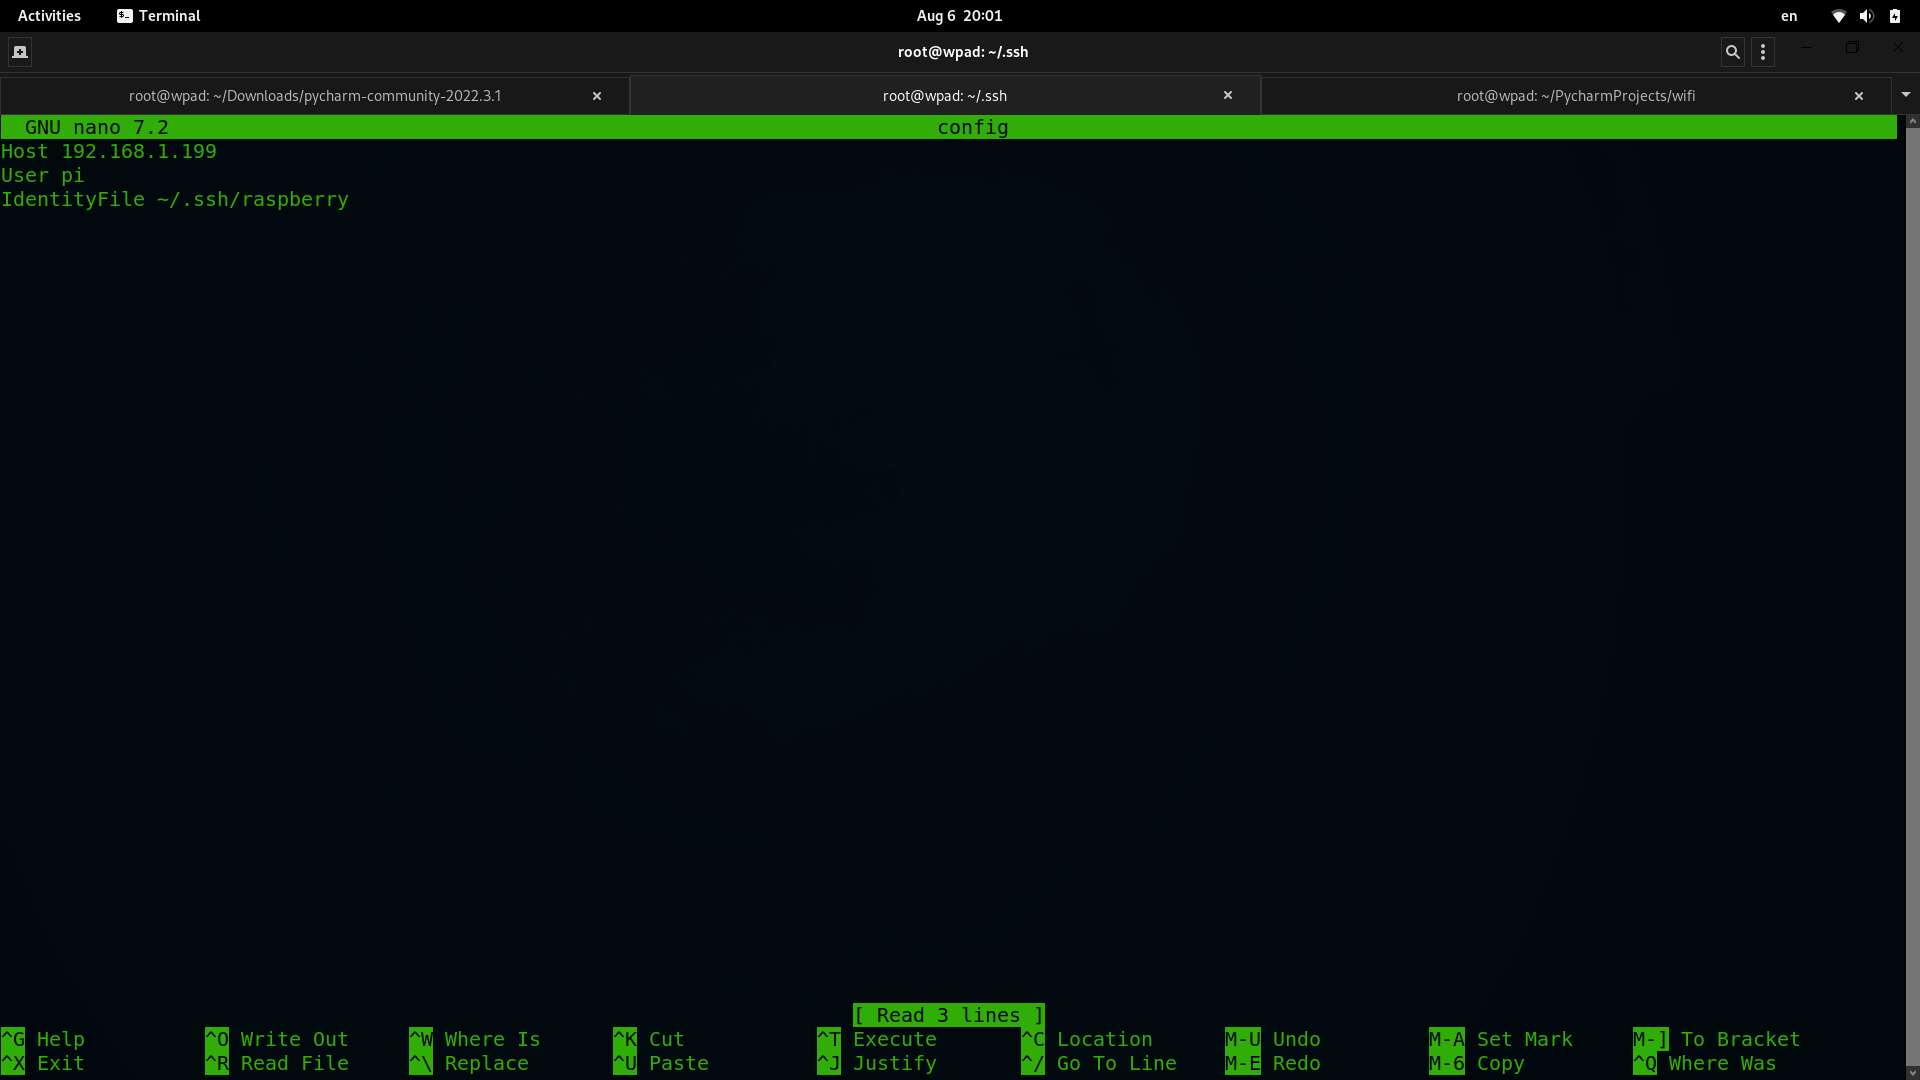 Activities Terminal Aug 6 20:01 en
root@wpad: ~/.ssh
root@wpad: ~/Downloads/pycharm-community-2022.3.1 root@wpad: ~/.ssh root@wpad: ~/PycharmProjects/wifi
GNU nano 7.2 config
Host 192.168.1.199
User pi
IdentityFile ~/.ssh/raspberry
[ Read 3 lines ]
^G Help ^O Write Out ^W Where Is ^K Cut ^T Execute ^C Location M-U Undo M-A Set Mark M-] To Bracket
^X Exit ^R Read File ^\ Replace ^U Paste ^J Justify ^/ Go To Line M-E Redo M-6 Copy ^Q Where Was